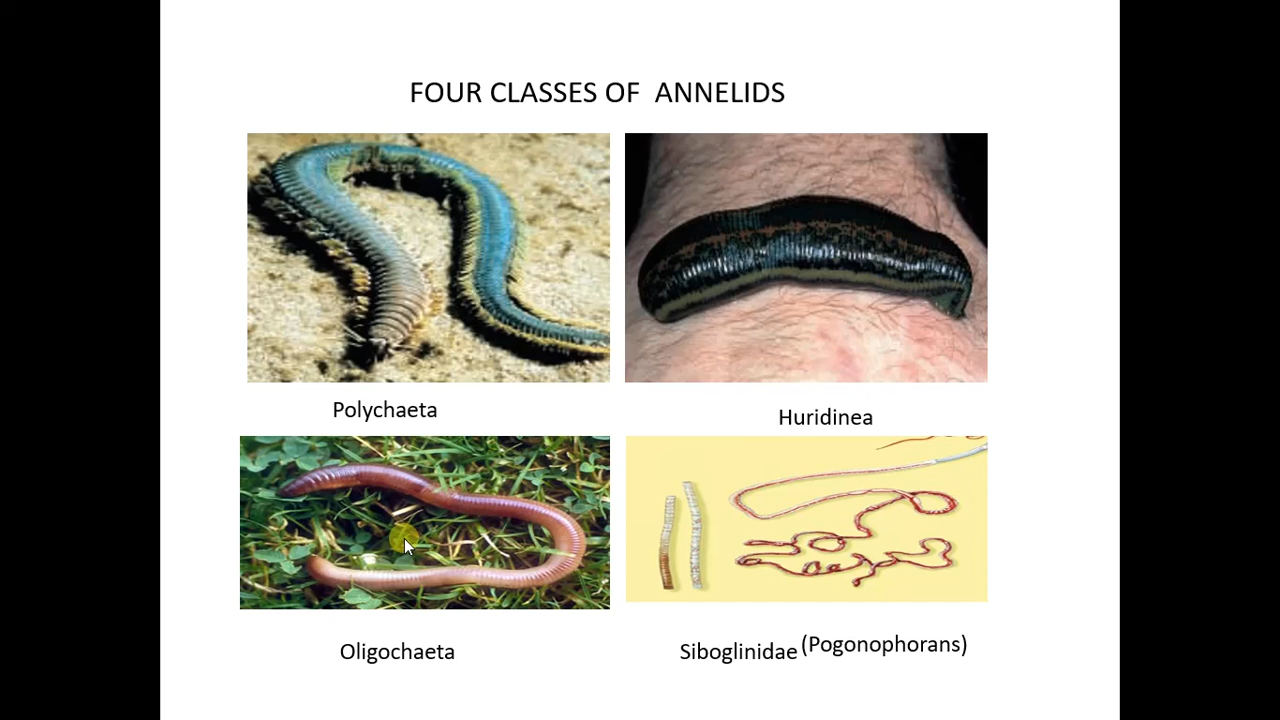 FOUR CLASSES OF ANNELIDS
Polychaeta
Huridinea
Oligochaeta
Siboglinidae (Pogonophorans)